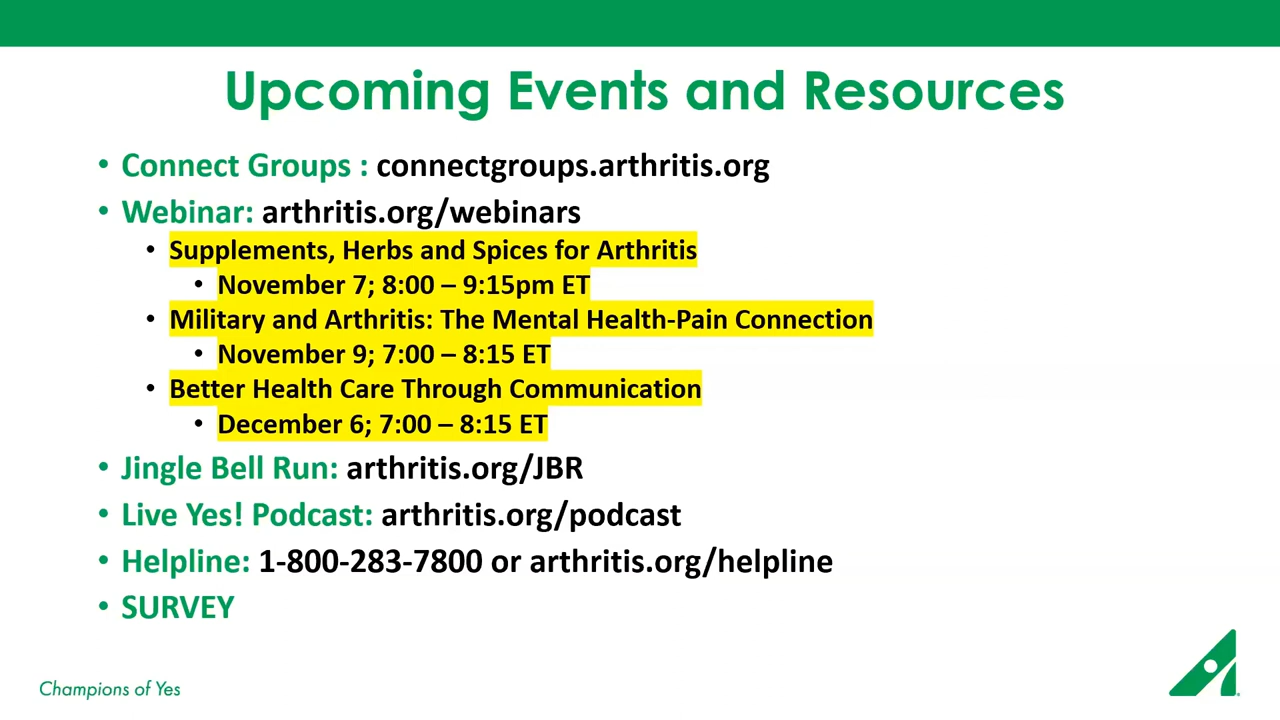 Upcoming Events and Resources
• Connect Groups : connectgroups.arthritis.org
• Webinar: arthritis.org/webinars
• Supplements, Herbs and Spices for Arthritis
• November 7; 8:00 – 9:15pm ET
• Military and Arthritis: The Mental Health-Pain Connection
• November 9; 7:00 – 8:15 ET
• Better Health Care Through Communication
• December 6; 7:00 – 8:15 ET
• Jingle Bell Run: arthritis.org/JBR
• Live Yes! Podcast: arthritis.org/podcast
• Helpline: 1-800-283-7800 or arthritis.org/helpline
• SURVEY
Champions of Yes